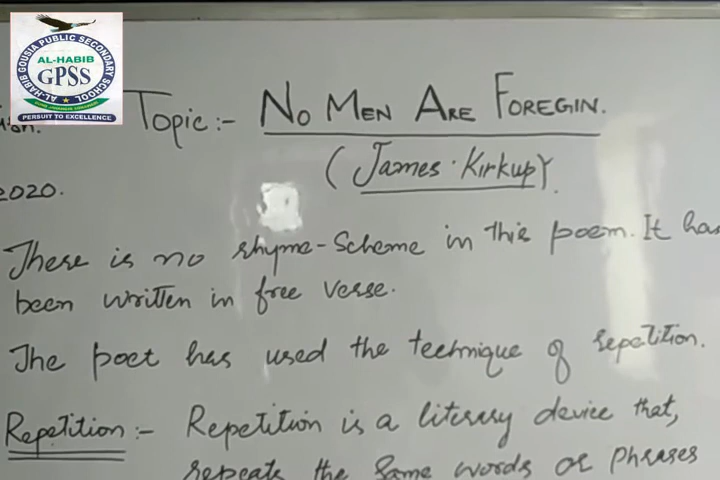 AL-HABIB GOUSIA PUBLIC SECONDARY SCHOOL
AL-HABIB
GPSS
PERSUIT TO EXCELLENCE
Topic:- NO MEN ARE FOREGIN.
(James. Kirkup)
2020.
There is no rhyme-Scheme in this poem. It has
been written in free verse.
The poet has used the technique of repetition.
Repetition:- Repetition is a literary device that,
repeats the same words or phrases